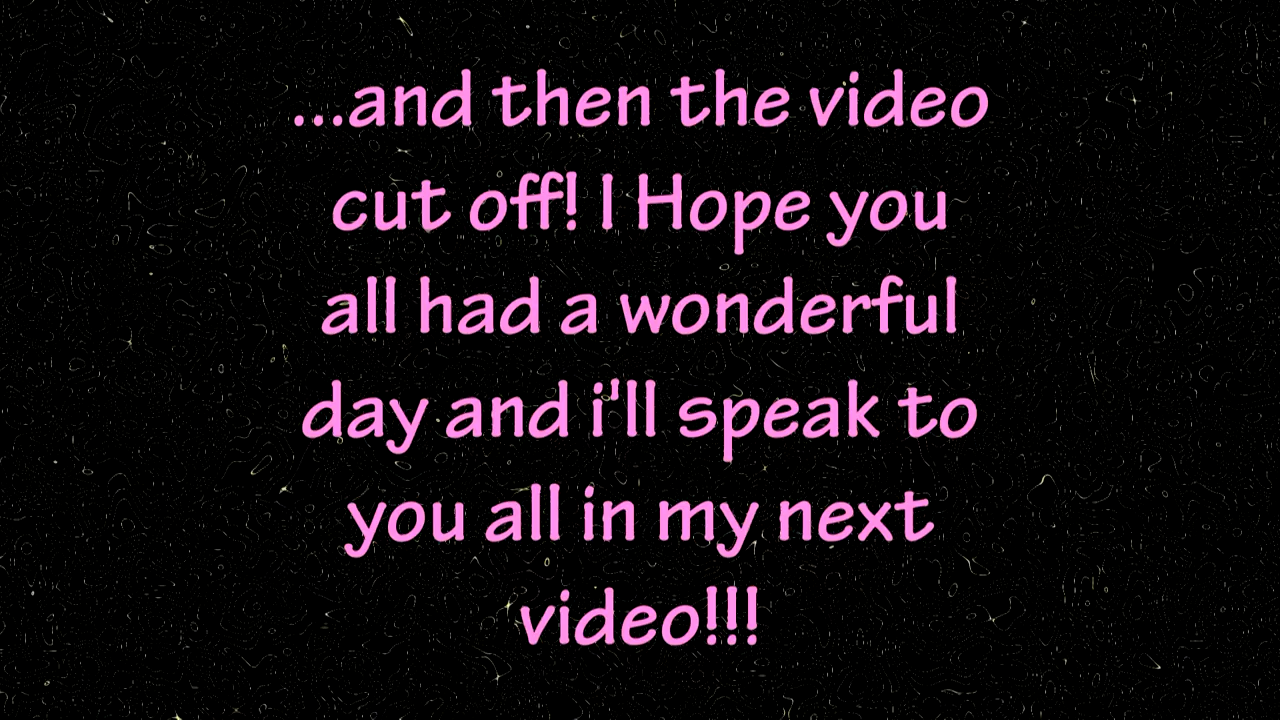 ...and then the video
cut off! I Hope you
all had a wonderful
day and i'll speak to
you all in my next
video!!!